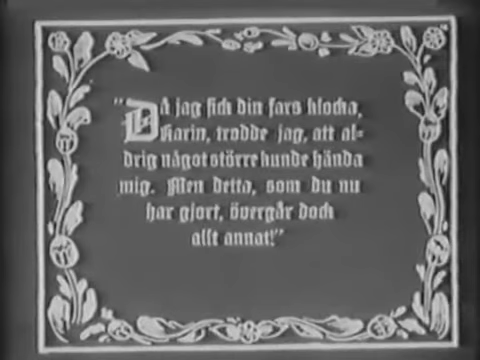 "Då jag fick din fars klocka,
Karin, trodde jag, att al-
drig något större kunde hända
mig. Men detta, som du nu
har gjort, övergår dock
allt annat!"